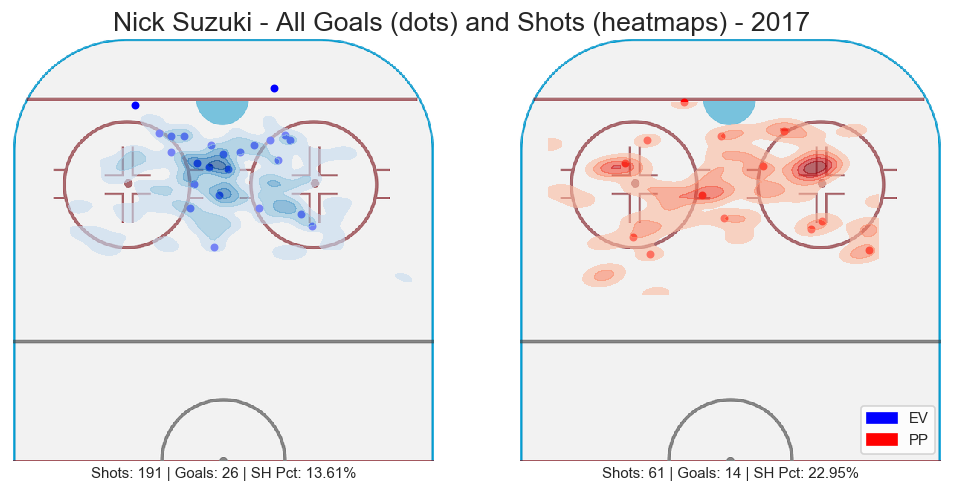 Nick Suzuki - All Goals (dots) and Shots (heatmaps) - 2017
EV
PP
Shots: 191 | Goals: 26 | SH Pct: 13.61%
Shots: 61 | Goals: 14 | SH Pct: 22.95%